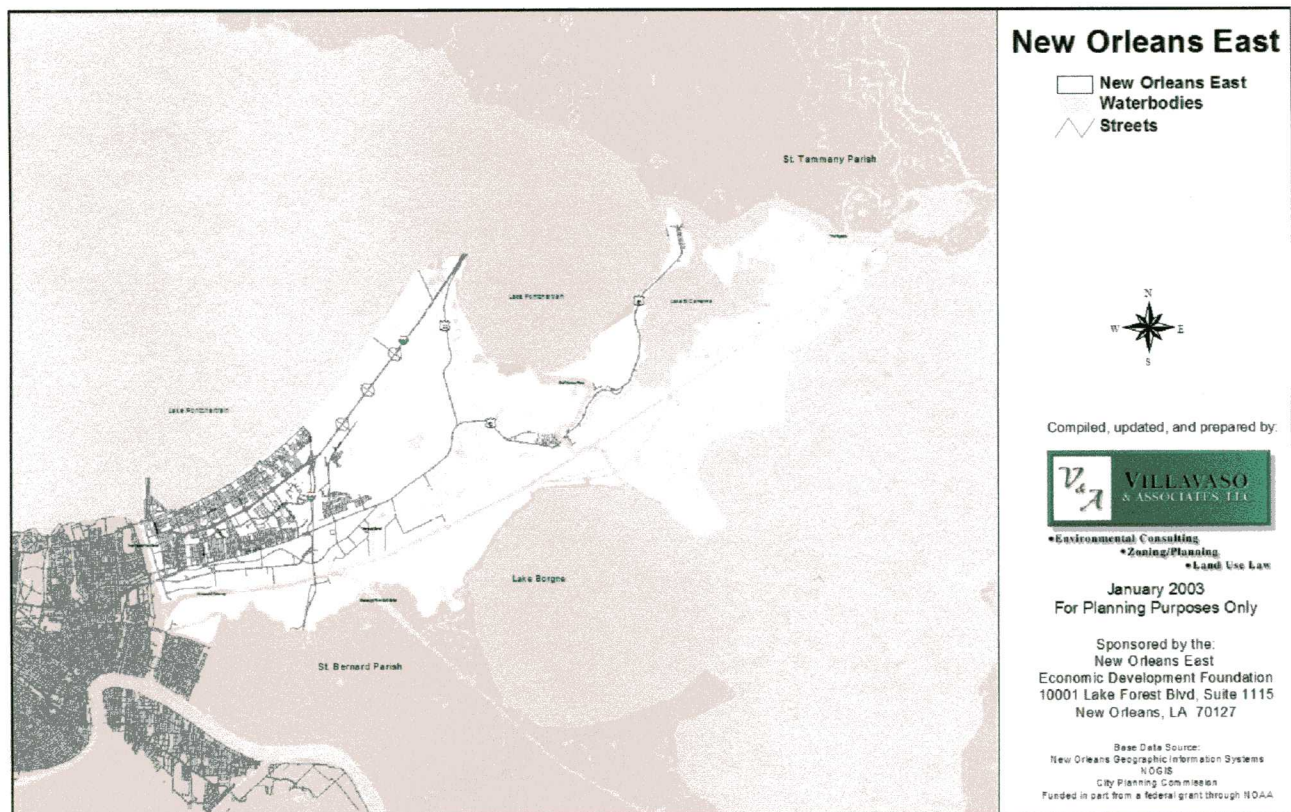 New Orleans East
New Orleans East
Waterbodies
Streets
St. Tammany Parish
Lake Pontchartrain
Lake Pontchartrain
Lake Borgne
St. Bernard Parish
N
W
E
S
Compiled, updated, and prepared by:
V & A
VILLAVASO
& ASSOCIATES, LLC
•Environmental Consulting
•Zoning/Planning
•Land Use Law
January 2003
For Planning Purposes Only
Sponsored by the:
New Orleans East
Economic Development Foundation
10001 Lake Forest Blvd, Suite 1115
New Orleans, LA 70127
Base Data Source:
New Orleans Geographic Information Systems
NOGIS
City Planning Commission
Funded in part from a federal grant through NOAA